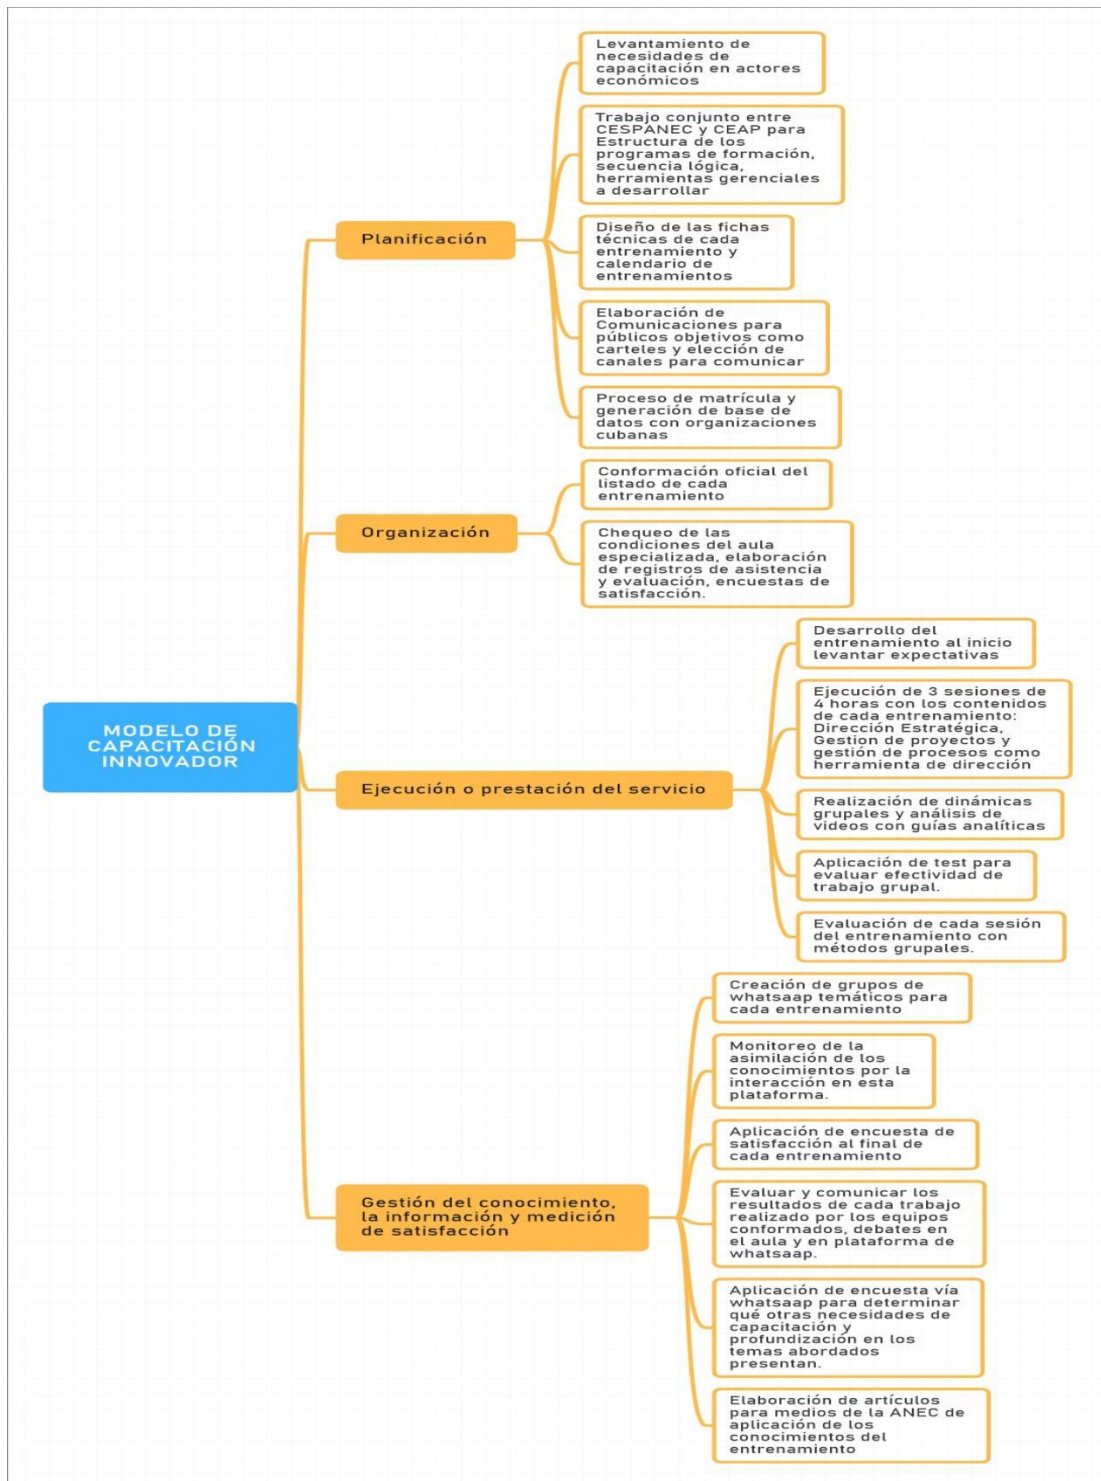 MODELO DE
CAPACITACIÓN
INNOVADOR
Planificación
Levantamiento de
necesidades de
capacitación en actores
económicos
Trabajo conjunto entre
CESPANEC y CEAP para
Estructura de los
programas de formación,
secuencia lógica,
herramientas gerenciales
a desarrollar
Diseño de las fichas
técnicas de cada
entrenamiento y
calendario de
entrenamientos
Elaboración de
Comunicaciones para
públicos objetivos como
carteles y elección de
canales para comunicar
Proceso de matrícula y
generación de base de
datos con organizaciones
cubanas
Organización
Conformación oficial del
listado de cada
entrenamiento
Chequeo de las
condiciones del aula
especializada, elaboración
de registros de asistencia
y evaluación, encuestas de
satisfacción.
Ejecución o prestación del servicio
Desarrollo del
entrenamiento al inicio
levantar expectativas
Ejecución de 3 sesiones de
4 horas con los contenidos
de cada entrenamiento:
Dirección Estratégica,
Gestion de proyectos y
gestión de procesos como
herramienta de dirección
Realización de dinámicas
grupales y análisis de
videos con guías analíticas
Aplicación de test para
evaluar efectividad de
trabajo grupal.
Evaluación de cada sesión
del entrenamiento con
métodos grupales.
Gestión del conocimiento,
la información y medición
de satisfacción
Creación de grupos de
whatsaap temáticos para
cada entrenamiento
Monitoreo de la
asimilación de los
conocimientos por la
interacción en esta
plataforma.
Aplicación de encuesta de
satisfacción al final de
cada entrenamiento
Evaluar y comunicar los
resultados de cada trabajo
realizado por los equipos
conformados, debates en
el aula y en plataforma de
whatsaap.
Aplicación de encuesta vía
whatsaap para determinar
qué otras necesidades de
capacitación y
profundización en los
temas abordados
presentan.
Elaboración de artículos
para medios de la ANEC de
aplicación de los
conocimientos del
entrenamiento